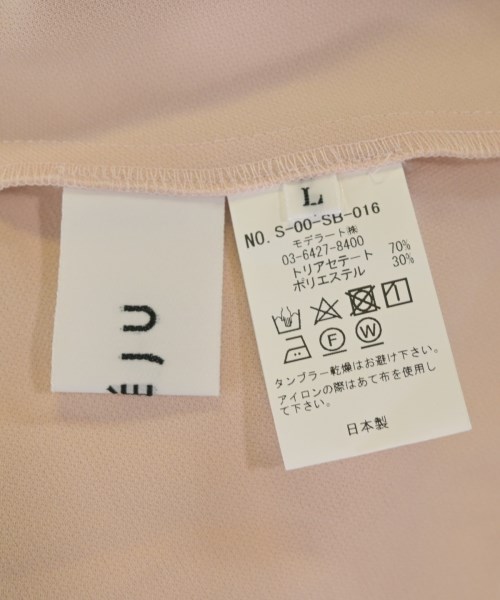 L
NO. S-00-SB-016
モデラート㈱
03-6427-8400
トリアセテート 70%
ポリエステル 30%
F W
タンブラー乾燥はお避け下さい。
アイロンの際はあて布を使用し
て下さい。
日本製